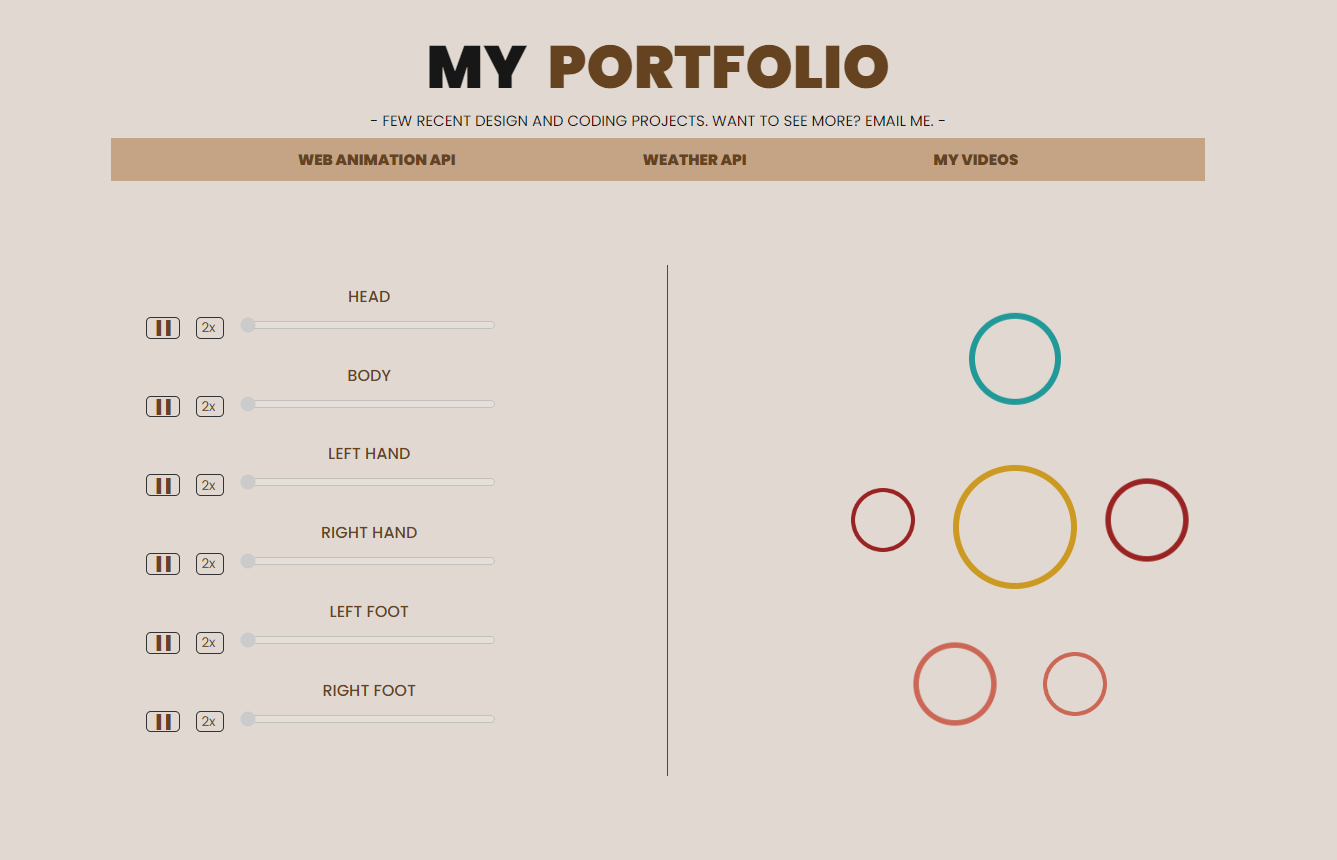 MY PORTFOLIO
- FEW RECENT DESIGN AND CODING PROJECTS. WANT TO SEE MORE? EMAIL ME. -
WEB ANIMATION API WEATHER API MY VIDEOS
HEAD
2x
BODY
2x
LEFT HAND
2x
RIGHT HAND
2x
LEFT FOOT
2x
RIGHT FOOT
2x